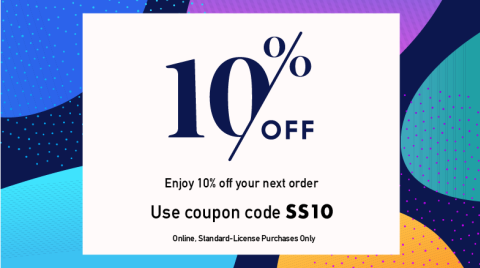 10%
OFF
Enjoy 10% off your next order
Use coupon code SS10
Online, Standard-License Purchases Only